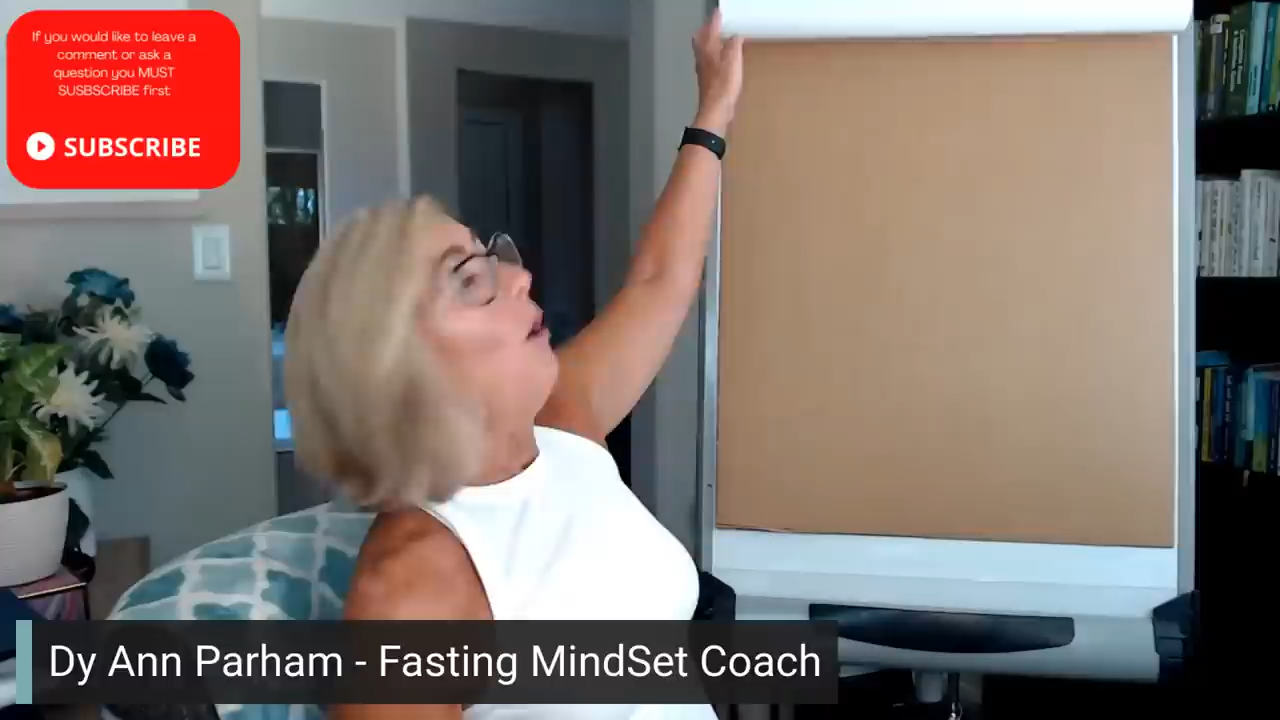 If you would like to leave a
comment or ask a
question you MUST
SUSBSCRIBE first
SUBSCRIBE
Dy Ann Parham - Fasting MindSet Coach